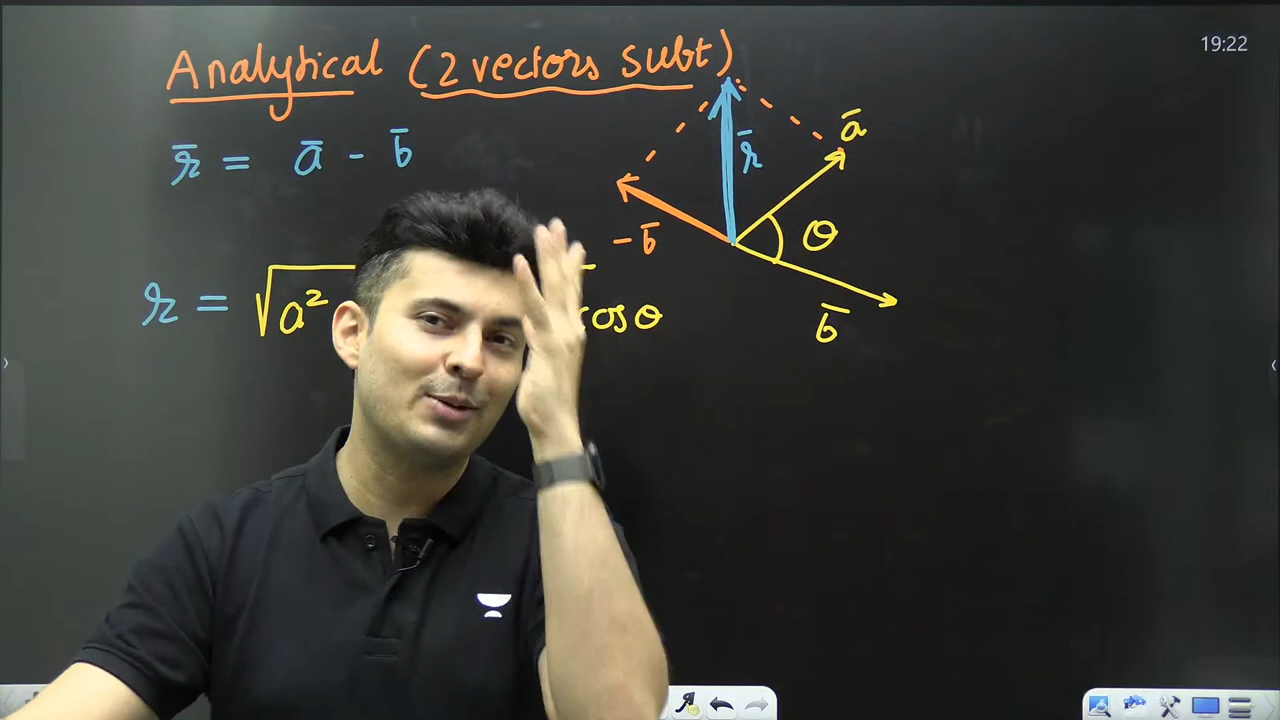 19:22
Analytical (2 vectors subt)
r̄ = ā - b̄
ā
r̄
-b̄
θ
b̄
r = √a² cosθ